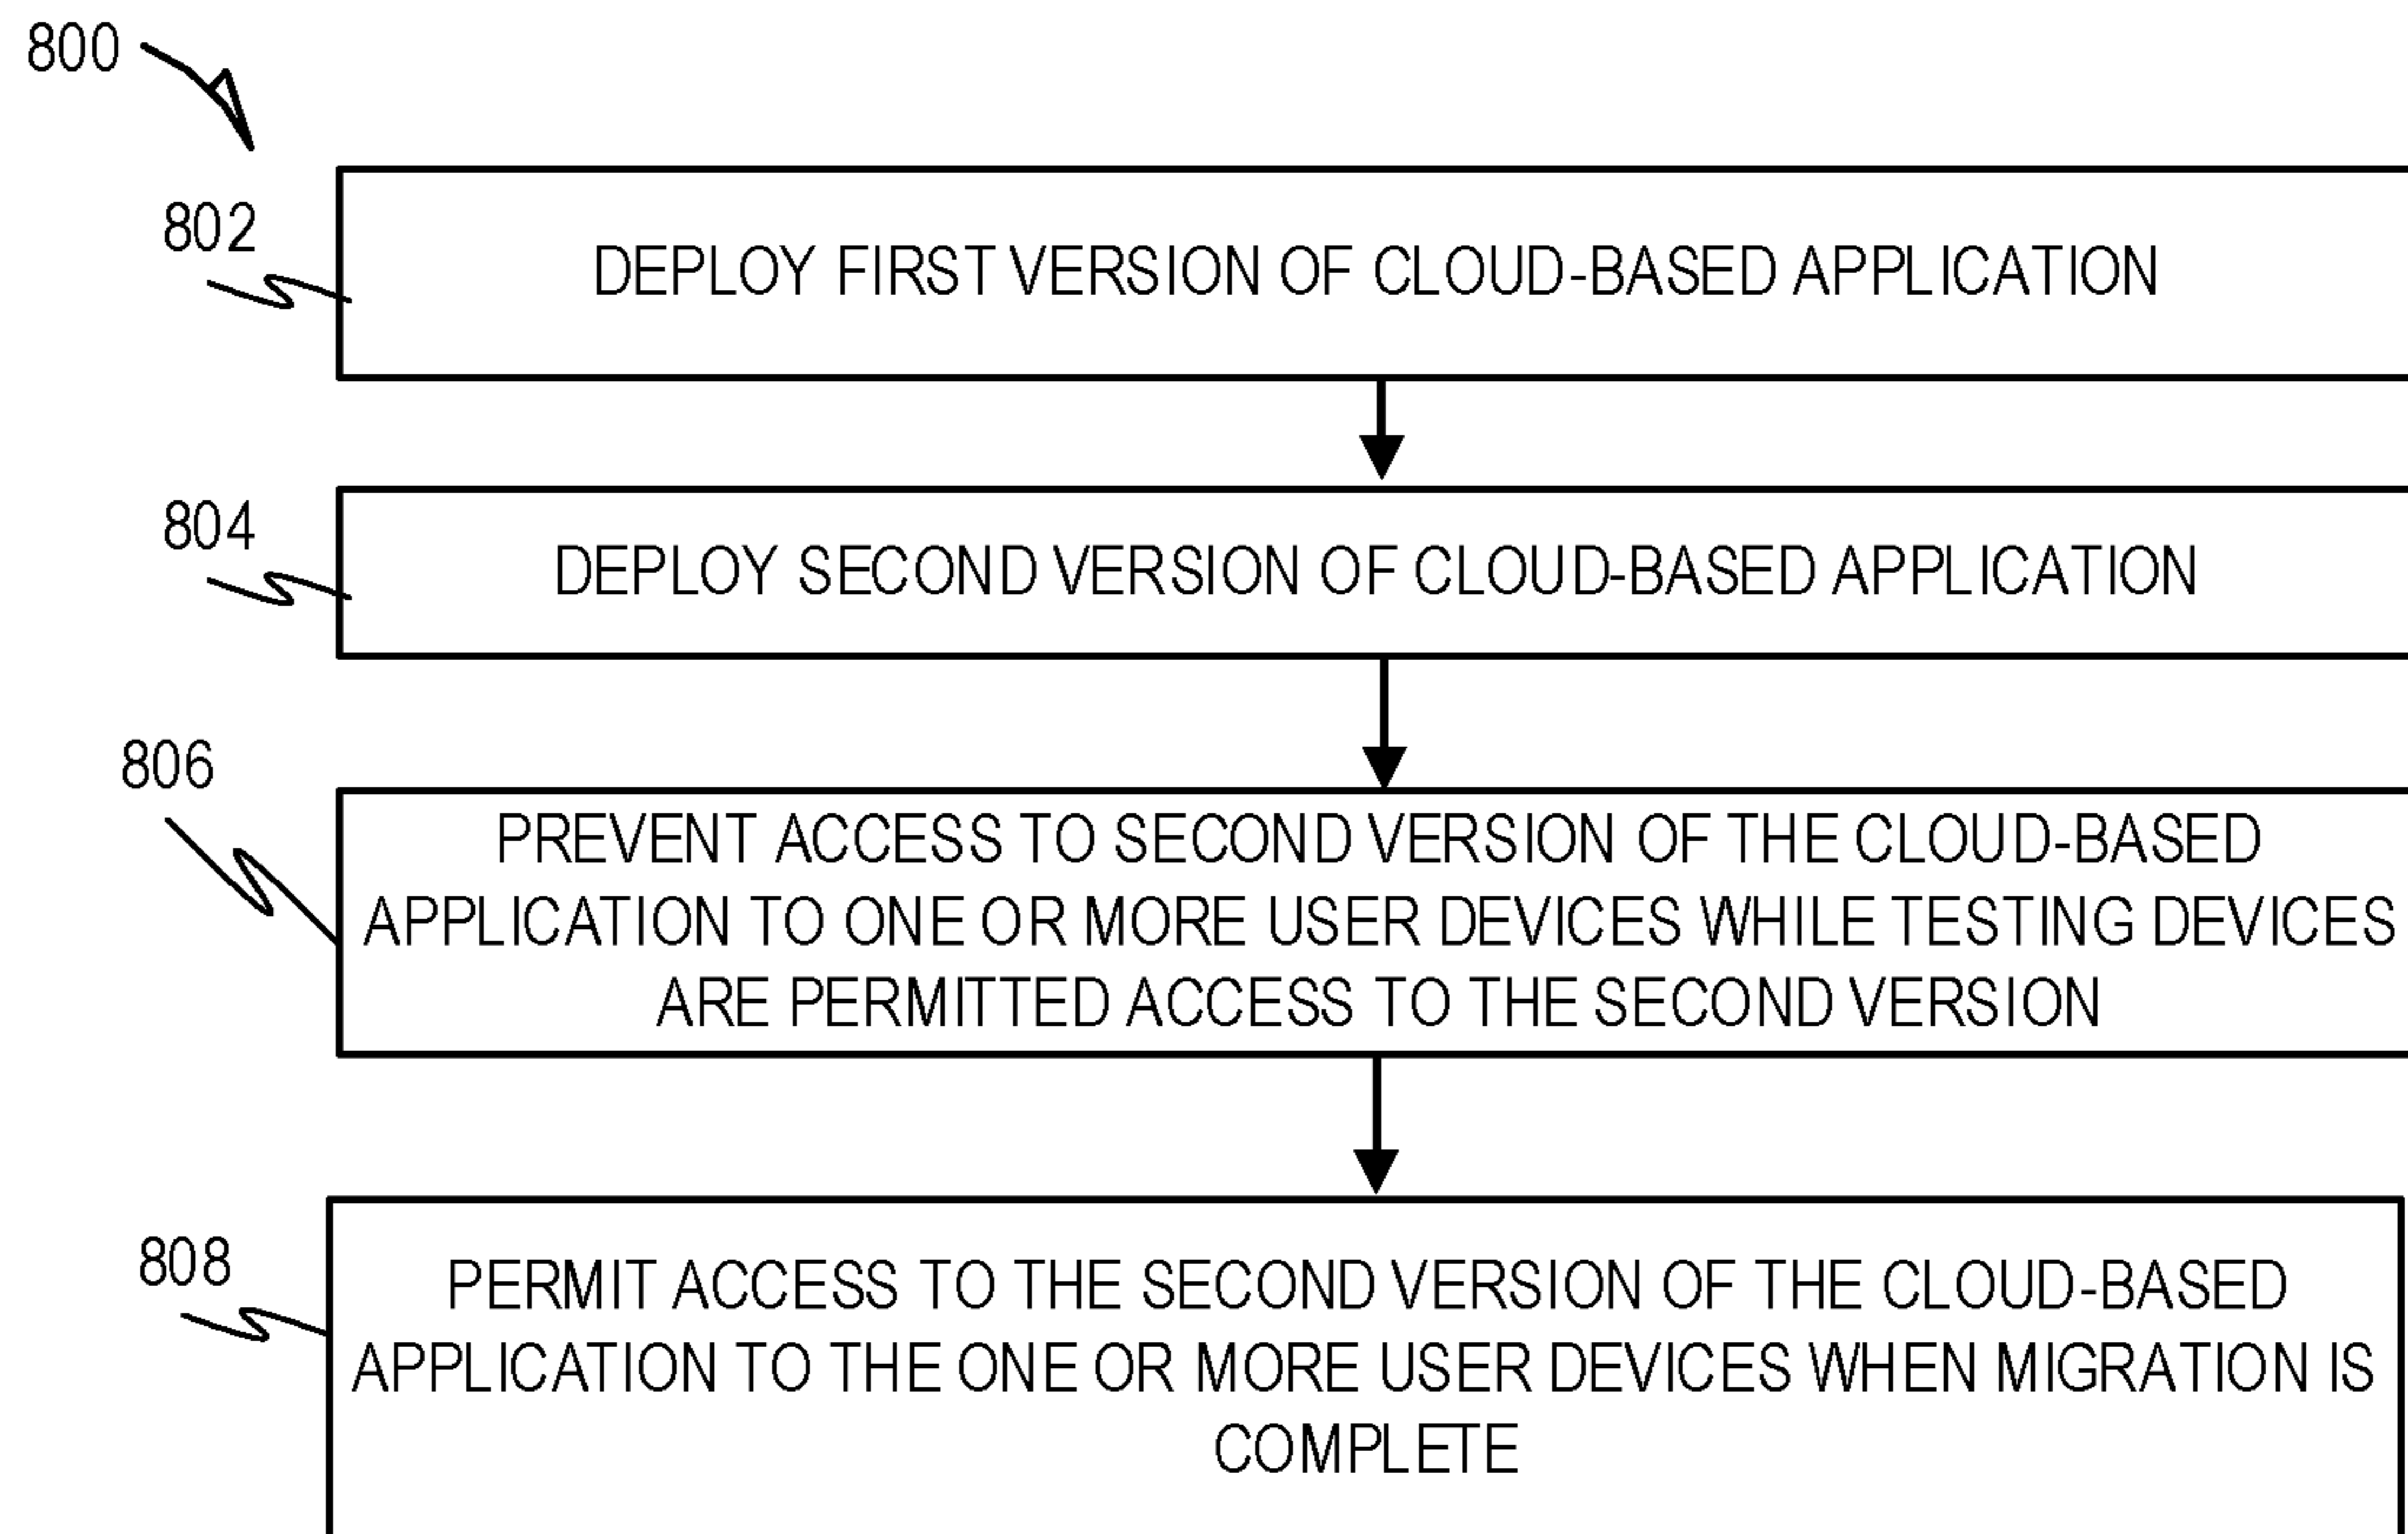 800
802
DEPLOY FIRST VERSION OF CLOUD-BASED APPLICATION
804
DEPLOY SECOND VERSION OF CLOUD-BASED APPLICATION
806
PREVENT ACCESS TO SECOND VERSION OF THE CLOUD-BASED
APPLICATION TO ONE OR MORE USER DEVICES WHILE TESTING DEVICES
ARE PERMITTED ACCESS TO THE SECOND VERSION
808
PERMIT ACCESS TO THE SECOND VERSION OF THE CLOUD-BASED
APPLICATION TO THE ONE OR MORE USER DEVICES WHEN MIGRATION IS
COMPLETE